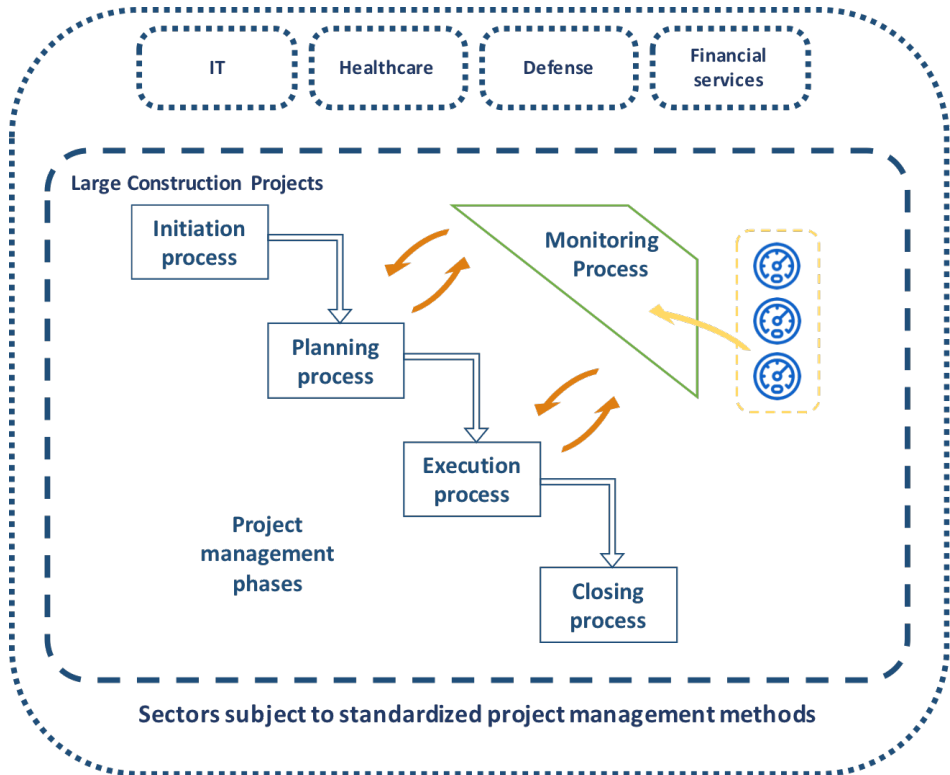 IT
Healthcare
Defense
Financial
services
Large Construction Projects
Initiation
process
Monitoring
Process
Planning
process
Execution
process
Project
management
phases
Closing
process
Sectors subject to standardized project management methods